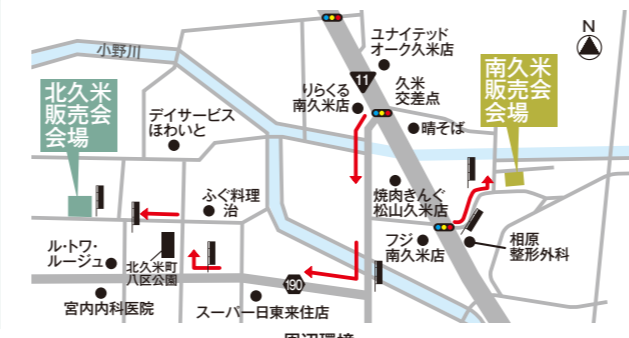 小野川
ユナイテッド
オーク久米店
N
11
久米
交差点
りらくる
南久米店
南久米
販売会
会場
北久米
販売会
会場
デイサービス
ほわいと
晴そば
ふぐ料理
治
焼肉きんぐ
松山久米店
フジ
南久米店
相原
整形外科
ル・トワ・
ルージュ
北久米町
八区公園
190
宮内内科医院
スーパー日東来住店
周辺環境